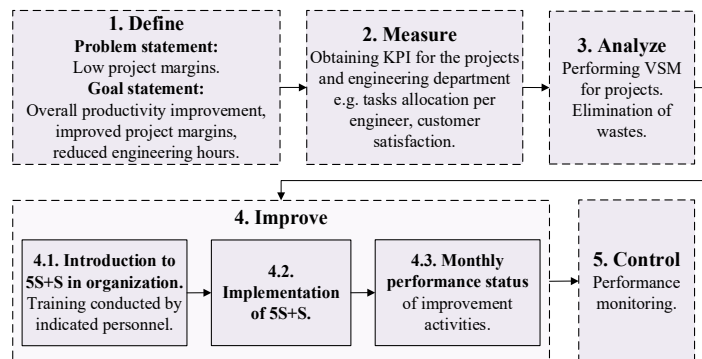 1. Define
Problem statement:
Low project margins.
Goal statement:
Overall productivity improvement,
improved project margins,
reduced engineering hours.
2. Measure
Obtaining KPI for the projects
and engineering department
e.g. tasks allocation per
engineer, customer
satisfaction.
3. Analyze
Performing VSM
for projects.
Elimination of
wastes.
4. Improve
4.1. Introduction to
5S+S in organization.
Training conducted by
indicated personnel.
4.2.
Implementation
of 5S+S.
4.3. Monthly
performance status
of improvement
activities.
5. Control
Performance
monitoring.